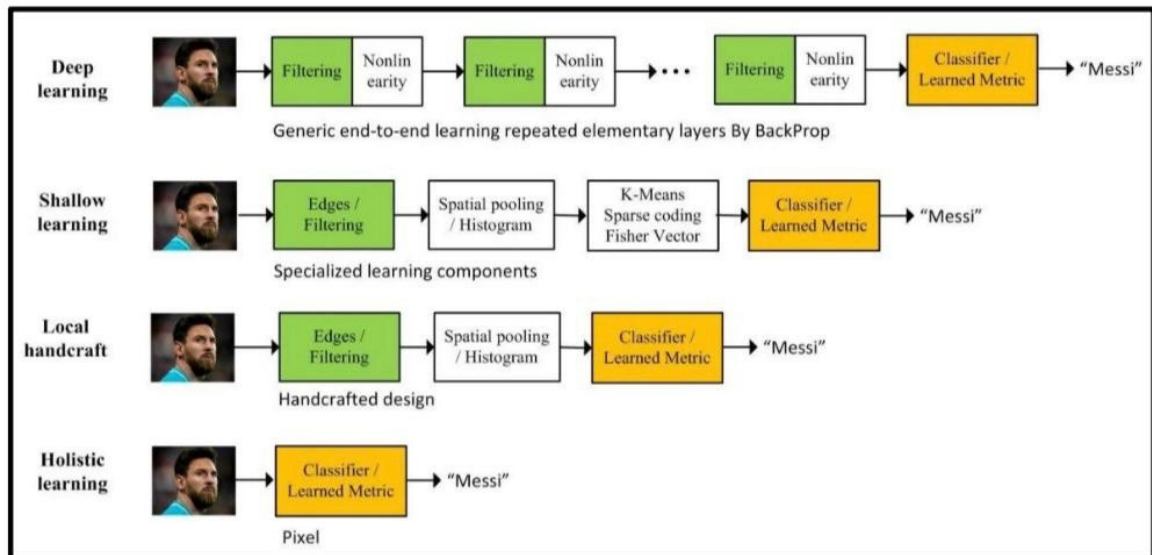 Deep
learning
Filtering
Nonlin
earity
Filtering
Nonlin
earity
•••
Filtering
Nonlin
earity
Classifier /
Learned Metric
“Messi”
Generic end-to-end learning repeated elementary layers By BackProp
Shallow
learning
Edges /
Filtering
Spatial pooling
/ Histogram
K-Means
Sparse coding
Fisher Vector
Classifier /
Learned Metric
“Messi”
Specialized learning components
Local
handcraft
Edges /
Filtering
Spatial pooling
/ Histogram
Classifier /
Learned Metric
“Messi”
Handcrafted design
Holistic
learning
Classifier /
Learned Metric
“Messi”
Pixel